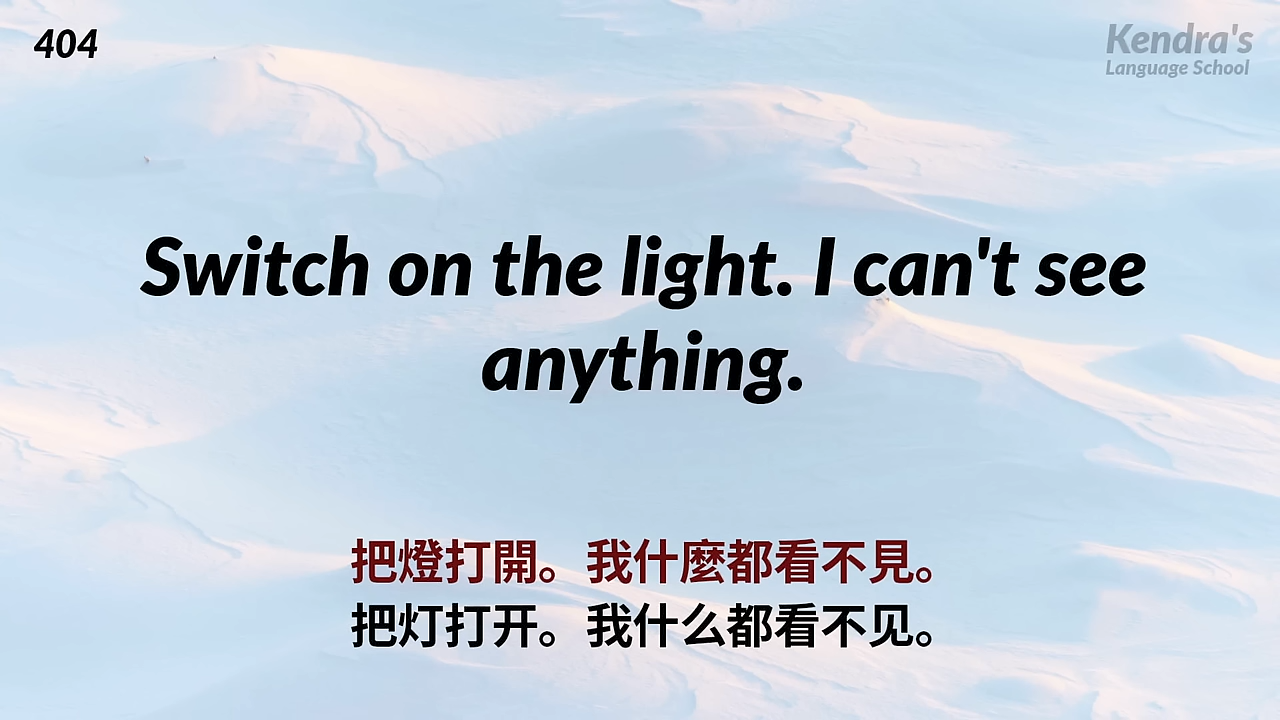 404
Kendra's
Language School
Switch on the light. I can't see
anything.
把燈打開。我什麼都看不見。
把灯打开。我什么都看不见。